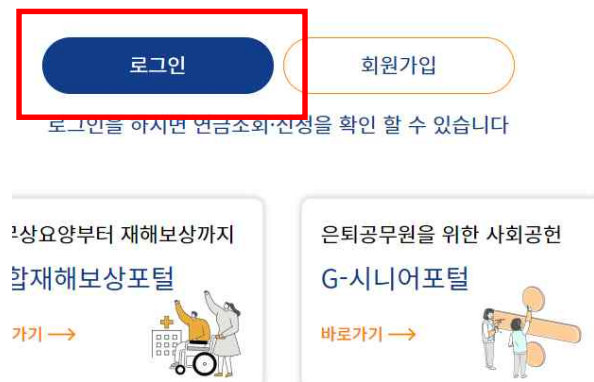 로그인
회원가입
로그인을 하시면 연금조회·신청을 확인 할 수 있습니다
무상요양부터 재해보상까지
합재해보상포털
가기 →
은퇴공무원을 위한 사회공헌
G-시니어포털
바로가기 →